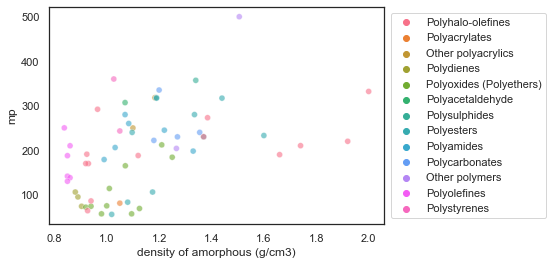 500
400
300
200
100
mp
0.8 1.0 1.2 1.4 1.6 1.8 2.0
density of amorphous (g/cm3)
Polyhalo-olefines
Polyacrylates
Other polyacrylics
Polydienes
Polyoxides (Polyethers)
Polyacetaldehyde
Polysulphides
Polyesters
Polyamides
Polycarbonates
Other polymers
Polyolefines
Polystyrenes